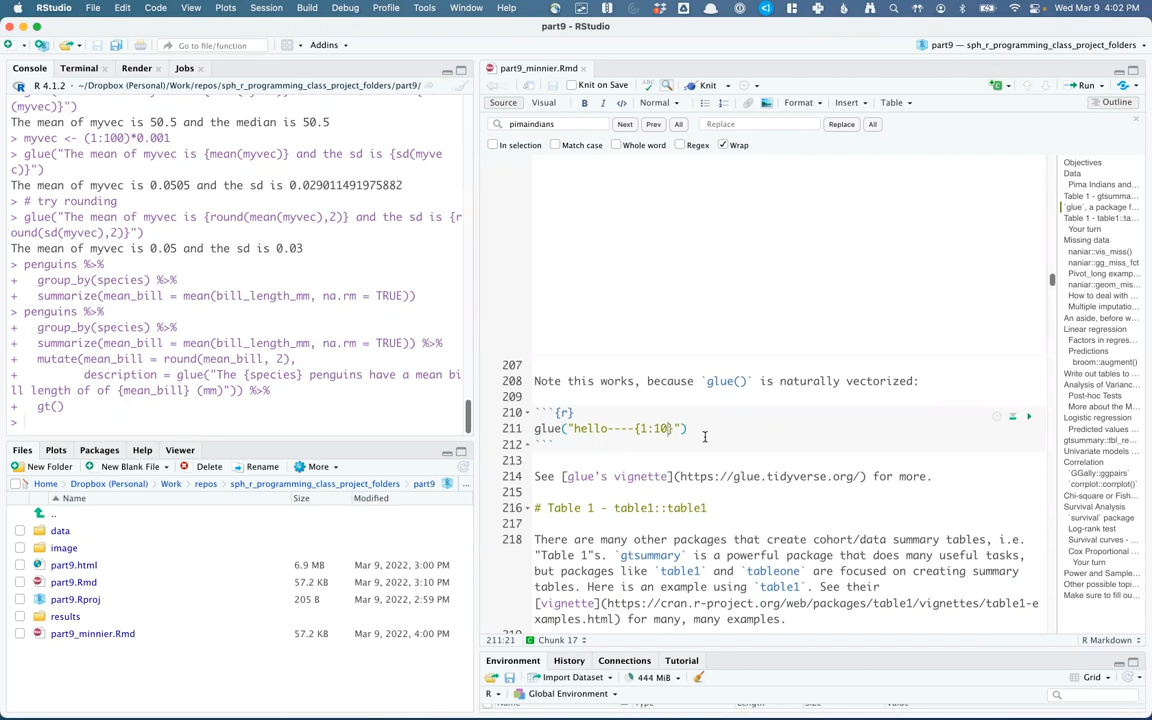 RStudio File Edit Code View Plots Session Build Debug Profile Tools Window Help Wed Mar 9 4:02 PM
part9 - RStudio
Go to file/function Addins part9 — sph_r_programming_class_project_folders
Console Terminal Render Jobs
R 4.1.2 · ~/Dropbox (Personal)/Work/repos/sph_r_programming_class_project_folders/part9/
(myvec)}")
The mean of myvec is 50.5 and the median is 50.5
> myvec <- (1:100)*0.001
> glue("The mean of myvec is {mean(myvec)} and the sd is {sd(myve
c)}")
The mean of myvec is 0.0505 and the sd is 0.029011491975882
> # try rounding
> glue("The mean of myvec is {round(mean(myvec),2)} and the sd is {r
ound(sd(myvec),2)}")
The mean of myvec is 0.05 and the sd is 0.03
> penguins %>%
+   group_by(species) %>%
+   summarize(mean_bill = mean(bill_length_mm, na.rm = TRUE))
> penguins %>%
+   group_by(species) %>%
+   summarize(mean_bill = mean(bill_length_mm, na.rm = TRUE)) %>%
+   mutate(mean_bill = round(mean_bill, 2),
+          description = glue("The {species} penguins have a mean bi
ll length of of {mean_bill} (mm)")) %>%
+   gt()
>
Files Plots Packages Help Viewer
New Folder New Blank File Delete Rename More
Home Dropbox (Personal) Work repos sph_r_programming_class_project_folders part9 ...
Name Size Modified
..
data
image
part9.html 6.9 MB Mar 9, 2022, 3:00 PM
part9.Rmd 57.2 KB Mar 9, 2022, 3:10 PM
part9.Rproj 205 B Mar 9, 2022, 2:59 PM
results
part9_minnier.Rmd 57.2 KB Mar 9, 2022, 4:00 PM
part9_minnier.Rmd
Knit on Save Knit Run
Source Visual B I </> Normal Format Insert Table Outline
pimaindians Next Prev All Replace Replace All
In selection Match case Whole word Regex Wrap
207
208 Note this works, because `glue()` is naturally vectorized:
209
210 ```{r}
211 glue("hello----{1:10}")
212 ```
213
214 See [glue's vignette](https://glue.tidyverse.org/) for more.
215
216 # Table 1 - table1::table1
217
218 There are many other packages that create cohort/data summary tables, i.e.
"Table 1"s. `gtsummary` is a powerful package that does many useful tasks,
but packages like `table1` and `tableone` are focused on creating summary
tables. Here is an example using `table1`. See their
[vignette](https://cran.r-project.org/web/packages/table1/vignettes/table1-e
xamples.html) for many, many examples.
211:21 Chunk 17 R Markdown
Objectives
Data
Pima Indians and...
Table 1 - gtsumma...
`glue`, a package f...
Table 1 - table1::ta...
Your turn
Missing data
naniar::vis_miss()
naniar::gg_miss_fct
Pivot_long examp...
naniar::geom_mis...
How to deal with ...
Multiple imputatio...
An aside, before w...
Linear regression
Factors in regres...
Predictions
broom::augment()
Write out tables to ...
Analysis of Varianc...
Post-hoc Tests
More about the M...
Logistic regression
Predicted values ...
gtsummary::tbl_re...
Univariate models ...
Correlation
`GGally::ggpairs`
`corrplot::corrplot()`
Chi-square or Fish...
Survival Analysis
`survival` package
Log-rank test
Survival curves - ...
Cox Proportional ...
Your turn
Power and Sample...
Other possible topi...
Make sure to fill ou...
Environment History Connections Tutorial
Import Dataset 444 MiB Grid
R Global Environment